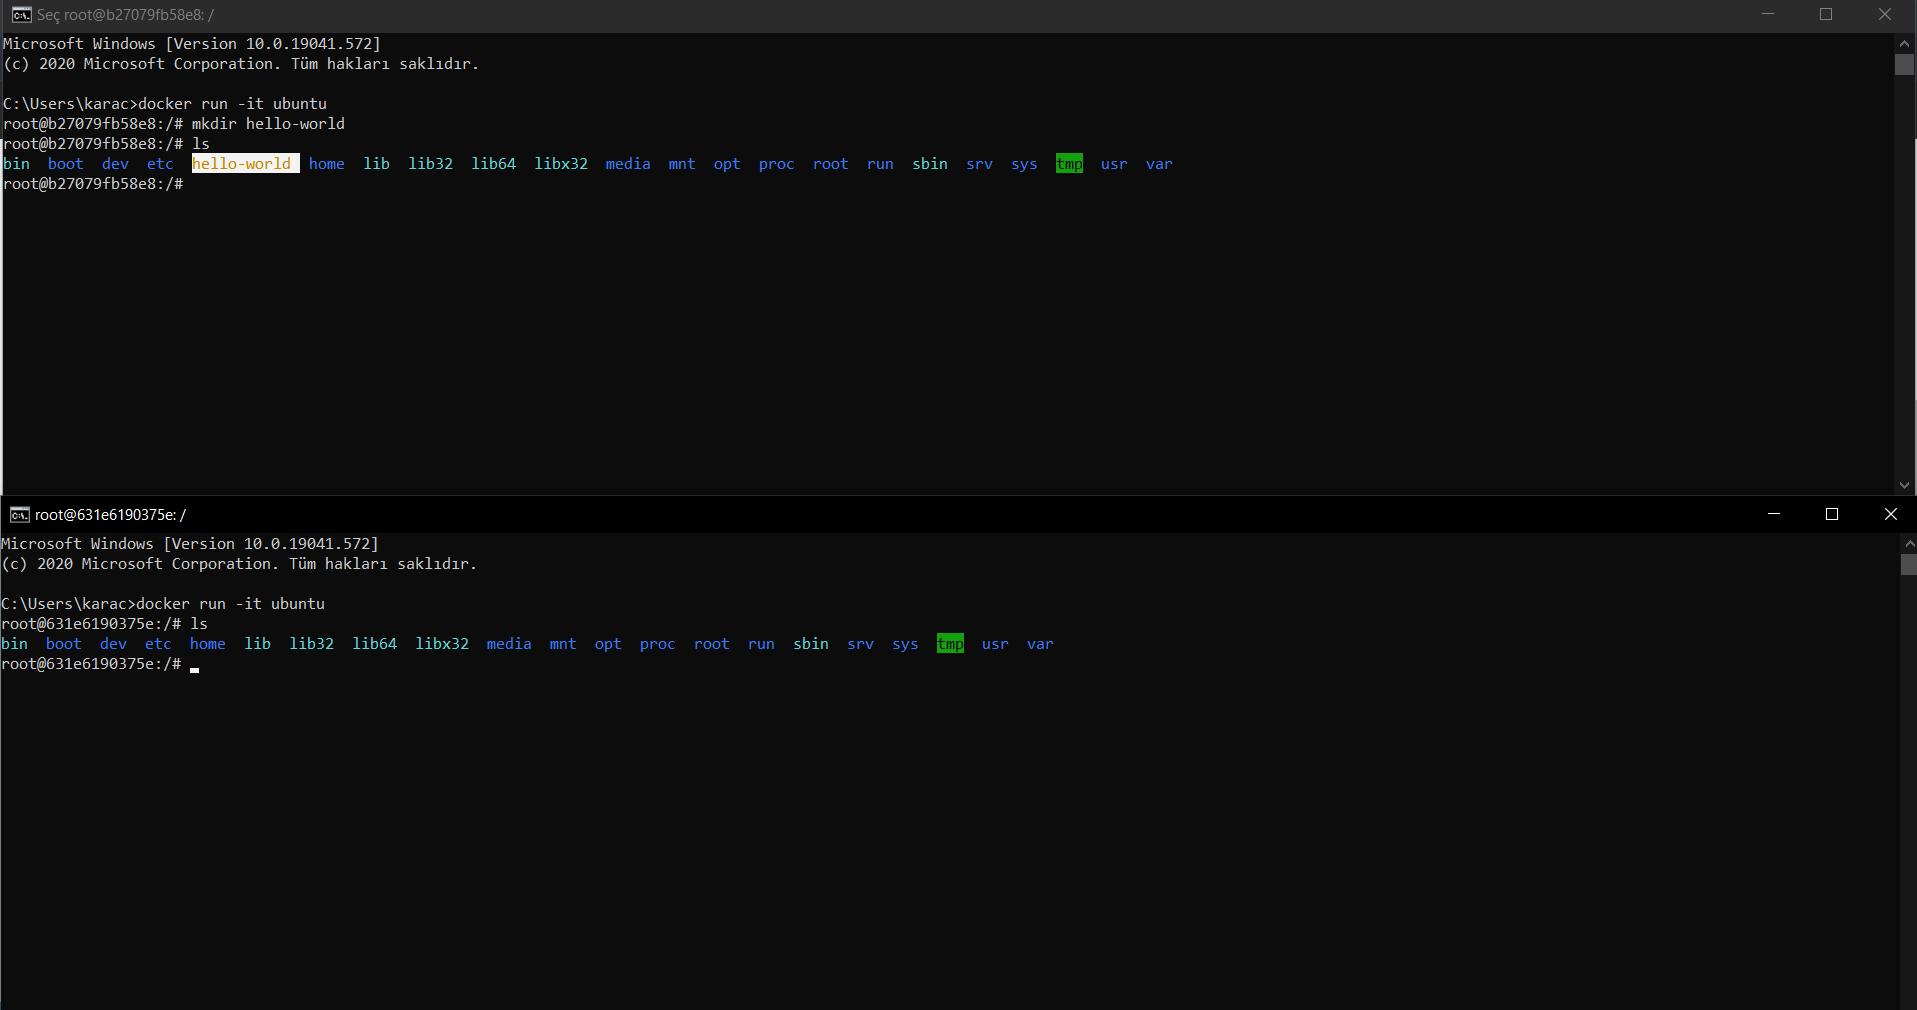 Seç root@b27079fb58e8: /
Microsoft Windows [Version 10.0.19041.572]
(c) 2020 Microsoft Corporation. Tüm hakları saklıdır.
C:\Users\karac>docker run -it ubuntu
root@b27079fb58e8:/# mkdir hello-world
root@b27079fb58e8:/# ls
bin boot dev etc hello-world home lib lib32 lib64 libx32 media mnt opt proc root run sbin srv sys tmp usr var
root@b27079fb58e8:/#
root@631e6190375e: /
Microsoft Windows [Version 10.0.19041.572]
(c) 2020 Microsoft Corporation. Tüm hakları saklıdır.
C:\Users\karac>docker run -it ubuntu
root@631e6190375e:/# ls
bin boot dev etc home lib lib32 lib64 libx32 media mnt opt proc root run sbin srv sys tmp usr var
root@631e6190375e:/#